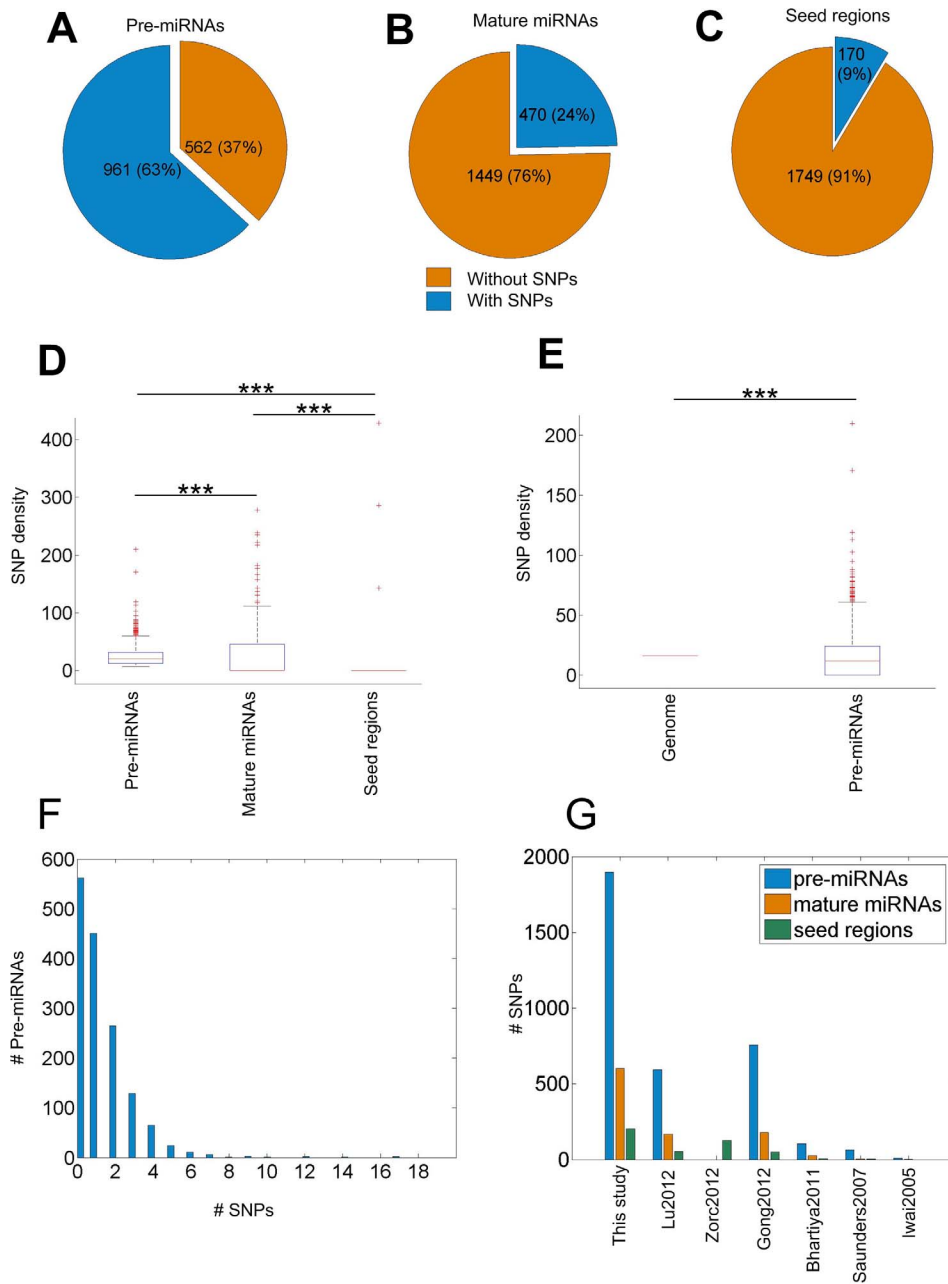 A
Pre-miRNAs
961 (63%)
562 (37%)
B
Mature miRNAs
470 (24%)
1449 (76%)
C
Seed regions
170
(9%)
1749 (91%)
Without SNPs
With SNPs
D
***
***
***
SNP density
400
300
200
100
0
Pre-miRNAs
Mature miRNAs
Seed regions
E
***
SNP density
200
150
100
50
0
Genome
Pre-miRNAs
F
# Pre-miRNAs
600
500
400
300
200
100
0
0 2 4 6 8 10 12 14 16 18
# SNPs
G
# SNPs
2000
1500
1000
500
0
pre-miRNAs
mature miRNAs
seed regions
This study
Lu2012
Zorc2012
Gong2012
Bhartiya2011
Saunders2007
Iwai2005